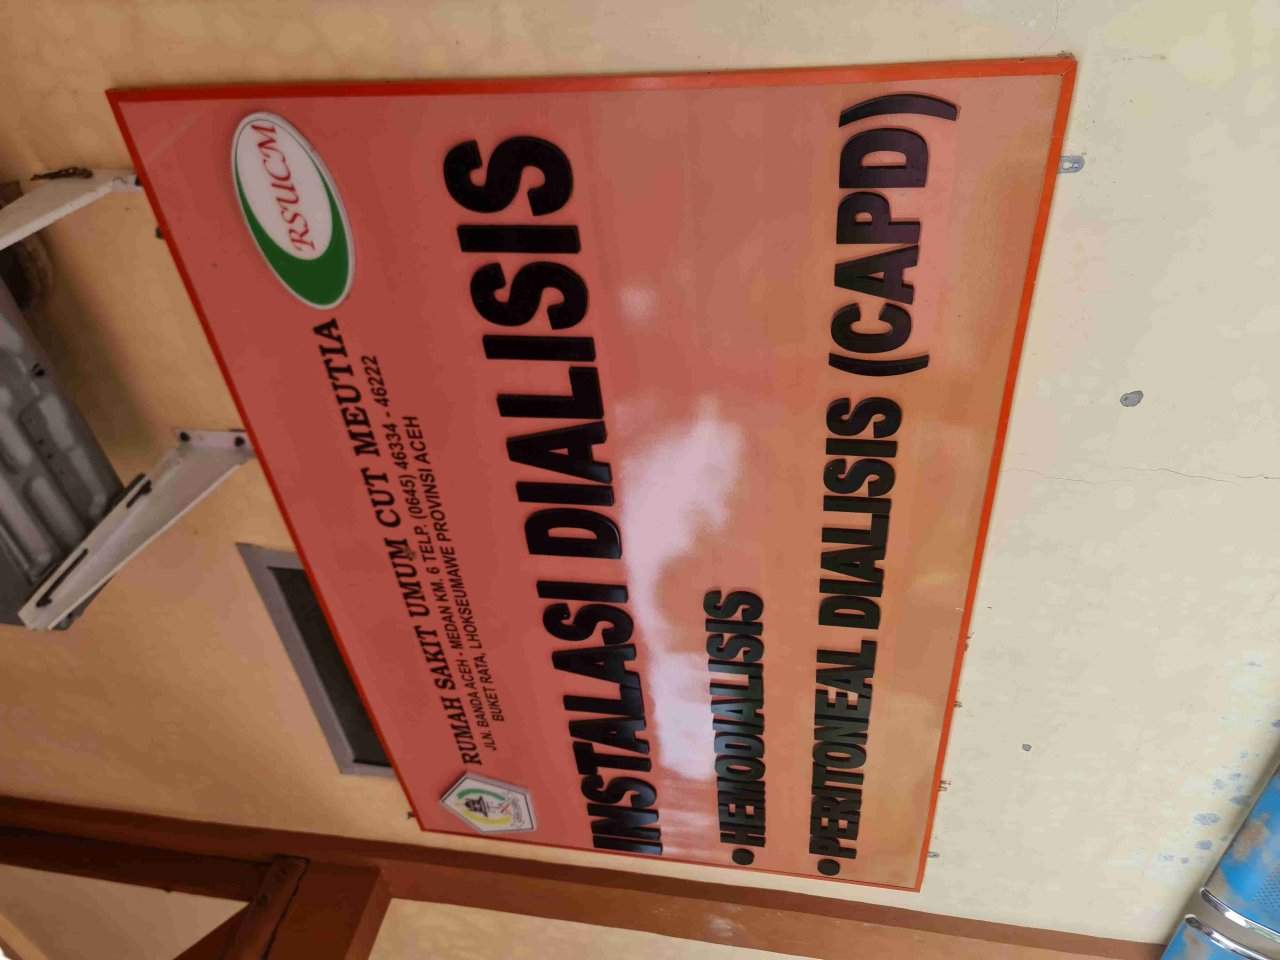 RUMAH SAKIT UMUM CUT MEUTIA
JLN. BANDA ACEH - MEDAN KM. 6 TELP. (0645) 46334 - 46222
BUKET RATA, LHOKSEUMAWE PROVINSI ACEH
RSUCM
INSTALASI DIALISIS
•HEMODIALISIS
•PERITONEAL DIALISIS (CAPD)